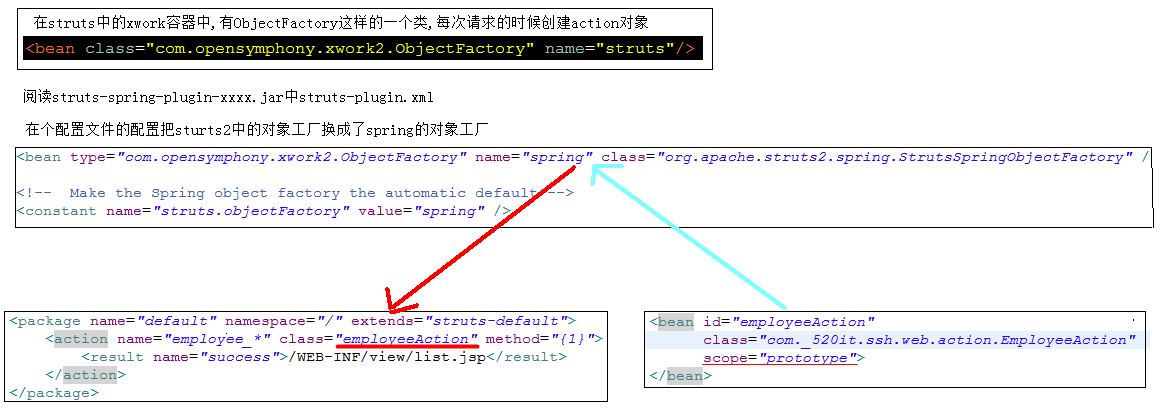 在struts中的xwork容器中,有ObjectFactory这样的一个类,每次请求的时候创建action对象
<bean class="com.opensymphony.xwork2.ObjectFactory" name="struts"/>
阅读struts-spring-plugin-xxxx.jar中struts-plugin.xml
在个配置文件的配置把sturts2中的对象工厂换成了spring的对象工厂
<bean type="com.opensymphony.xwork2.ObjectFactory" name="spring" class="org.apache.struts2.spring.StrutsSpringObjectFactory" /
<!--  Make the Spring object factory the automatic default -->
<constant name="struts.objectFactory" value="spring" />
<package name="default" namespace="/" extends="struts-default">
<action name="employee_*" class="employeeAction" method="{1}">
<result name="success">/WEB-INF/view/list.jsp</result>
</action>
</package>
<bean id="employeeAction"
class="com._520it.ssh.web.action.EmployeeAction"
scope="prototype">
</bean>